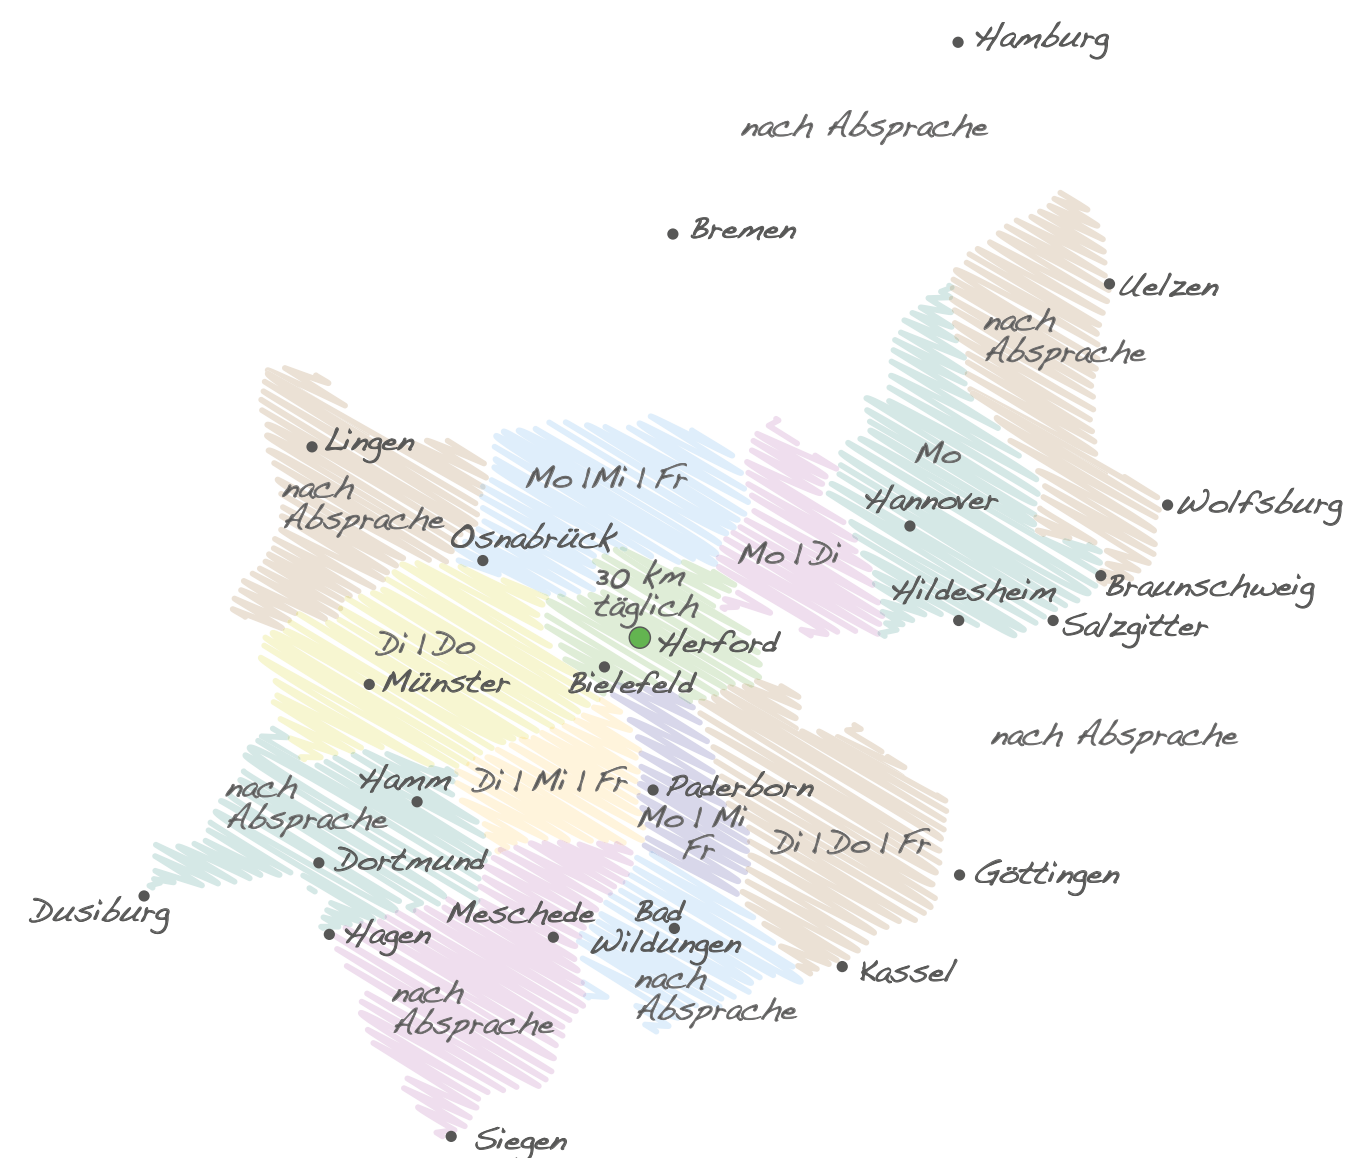 Hamburg
nach Absprache
Bremen
Uelzen
nach
Absprache
Lingen
nach
Absprache
Mo | Mi | Fr
Mo
Hannover
Wolfsburg
Osnabrück
Mo | Di
30 km
täglich
Hildesheim
Braunschweig
Salzgitter
Di | Do
Herford
Münster
Bielefeld
nach Absprache
nach
Absprache
Hamm
Di | Mi | Fr
Paderborn
Mo | Mi
Fr
Di | Do | Fr
Dortmund
Göttingen
Dusiburg
Meschede
Bad
Wildungen
Hagen
Kassel
nach
Absprache
nach
Absprache
Siegen